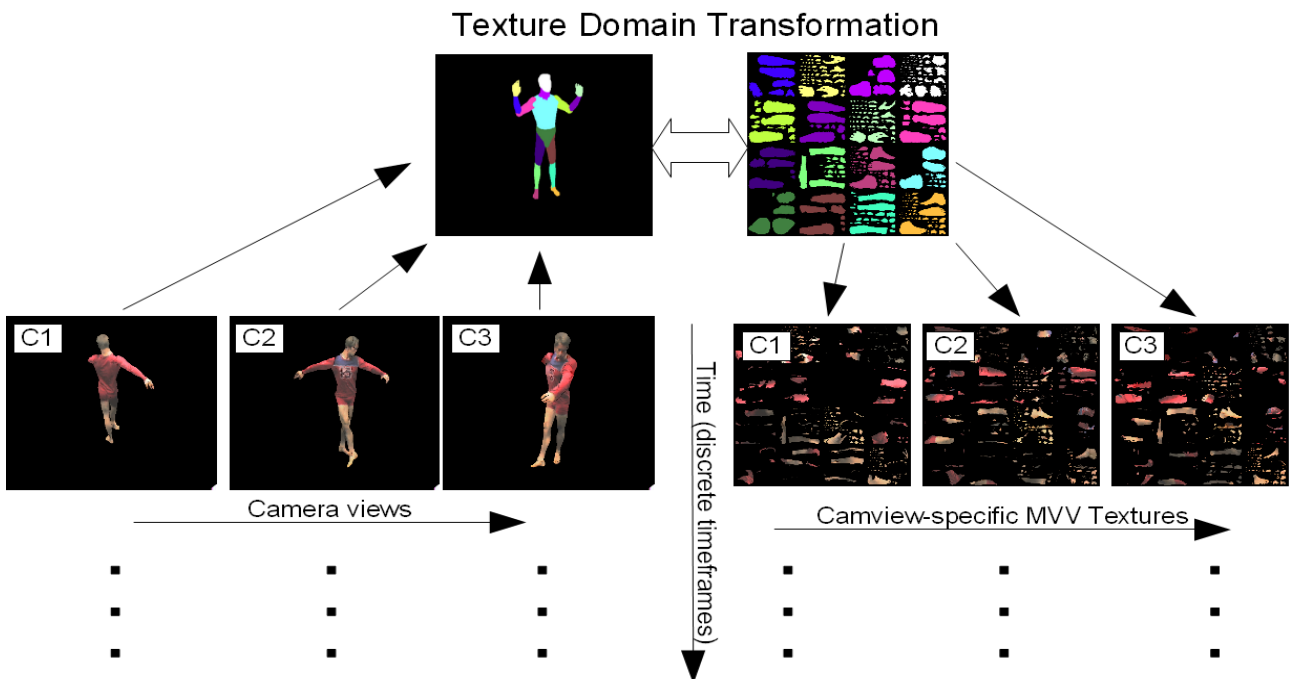 Texture Domain Transformation
C1
C2
C3
C1
C2
C3
Time (discrete timeframes)
Camera views
Camview-specific MVV Textures